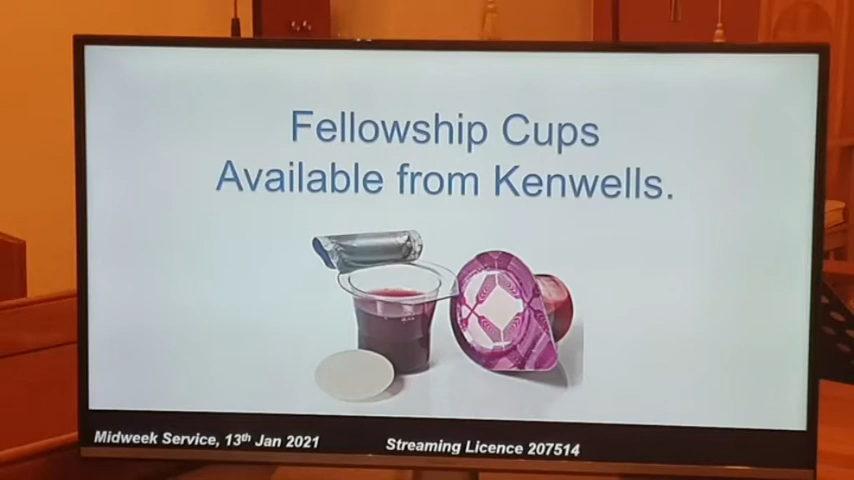 Fellowship Cups
Available from Kenwells.
Midweek Service, 13th Jan 2021
Streaming Licence 207514